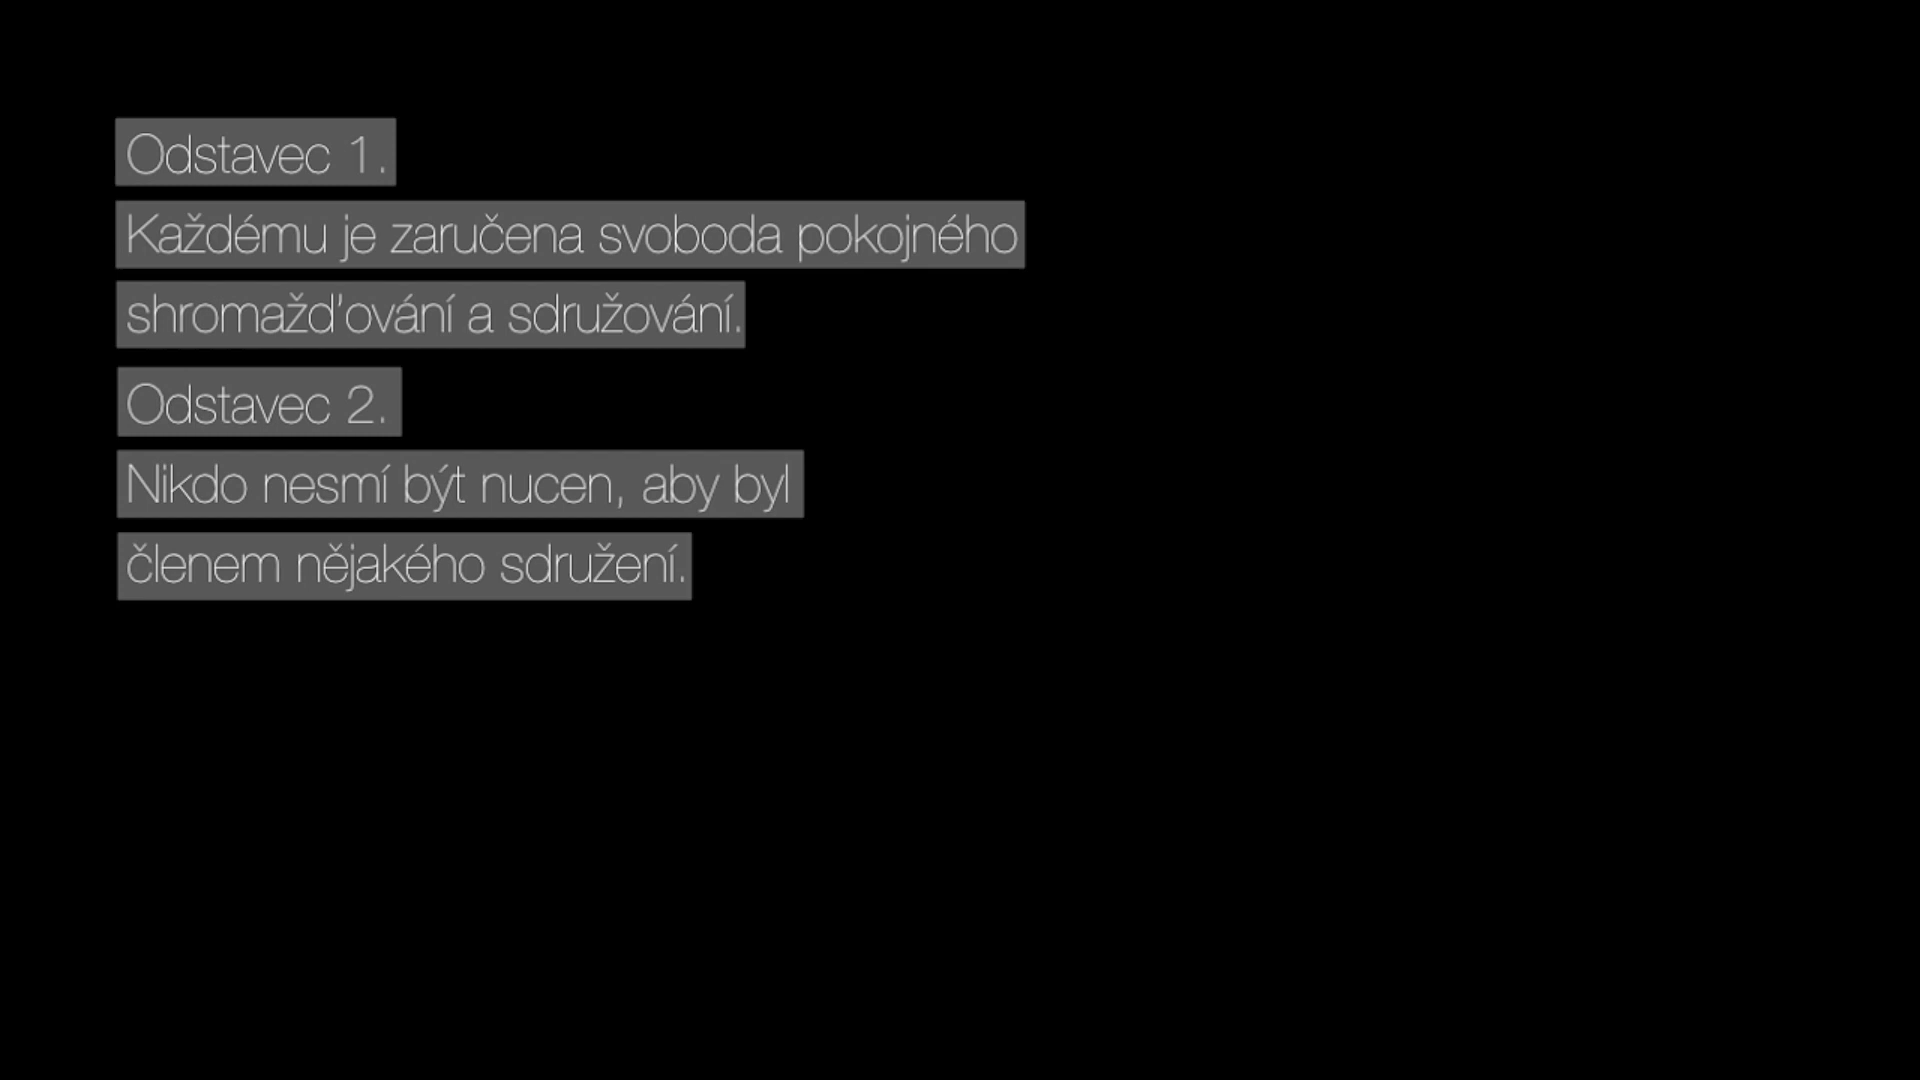 Odstavec 1.
Každému je zaručena svoboda pokojného
shromažďování a sdružování.
Odstavec 2.
Nikdo nesmí být nucen, aby byl
členem nějakého sdružení.